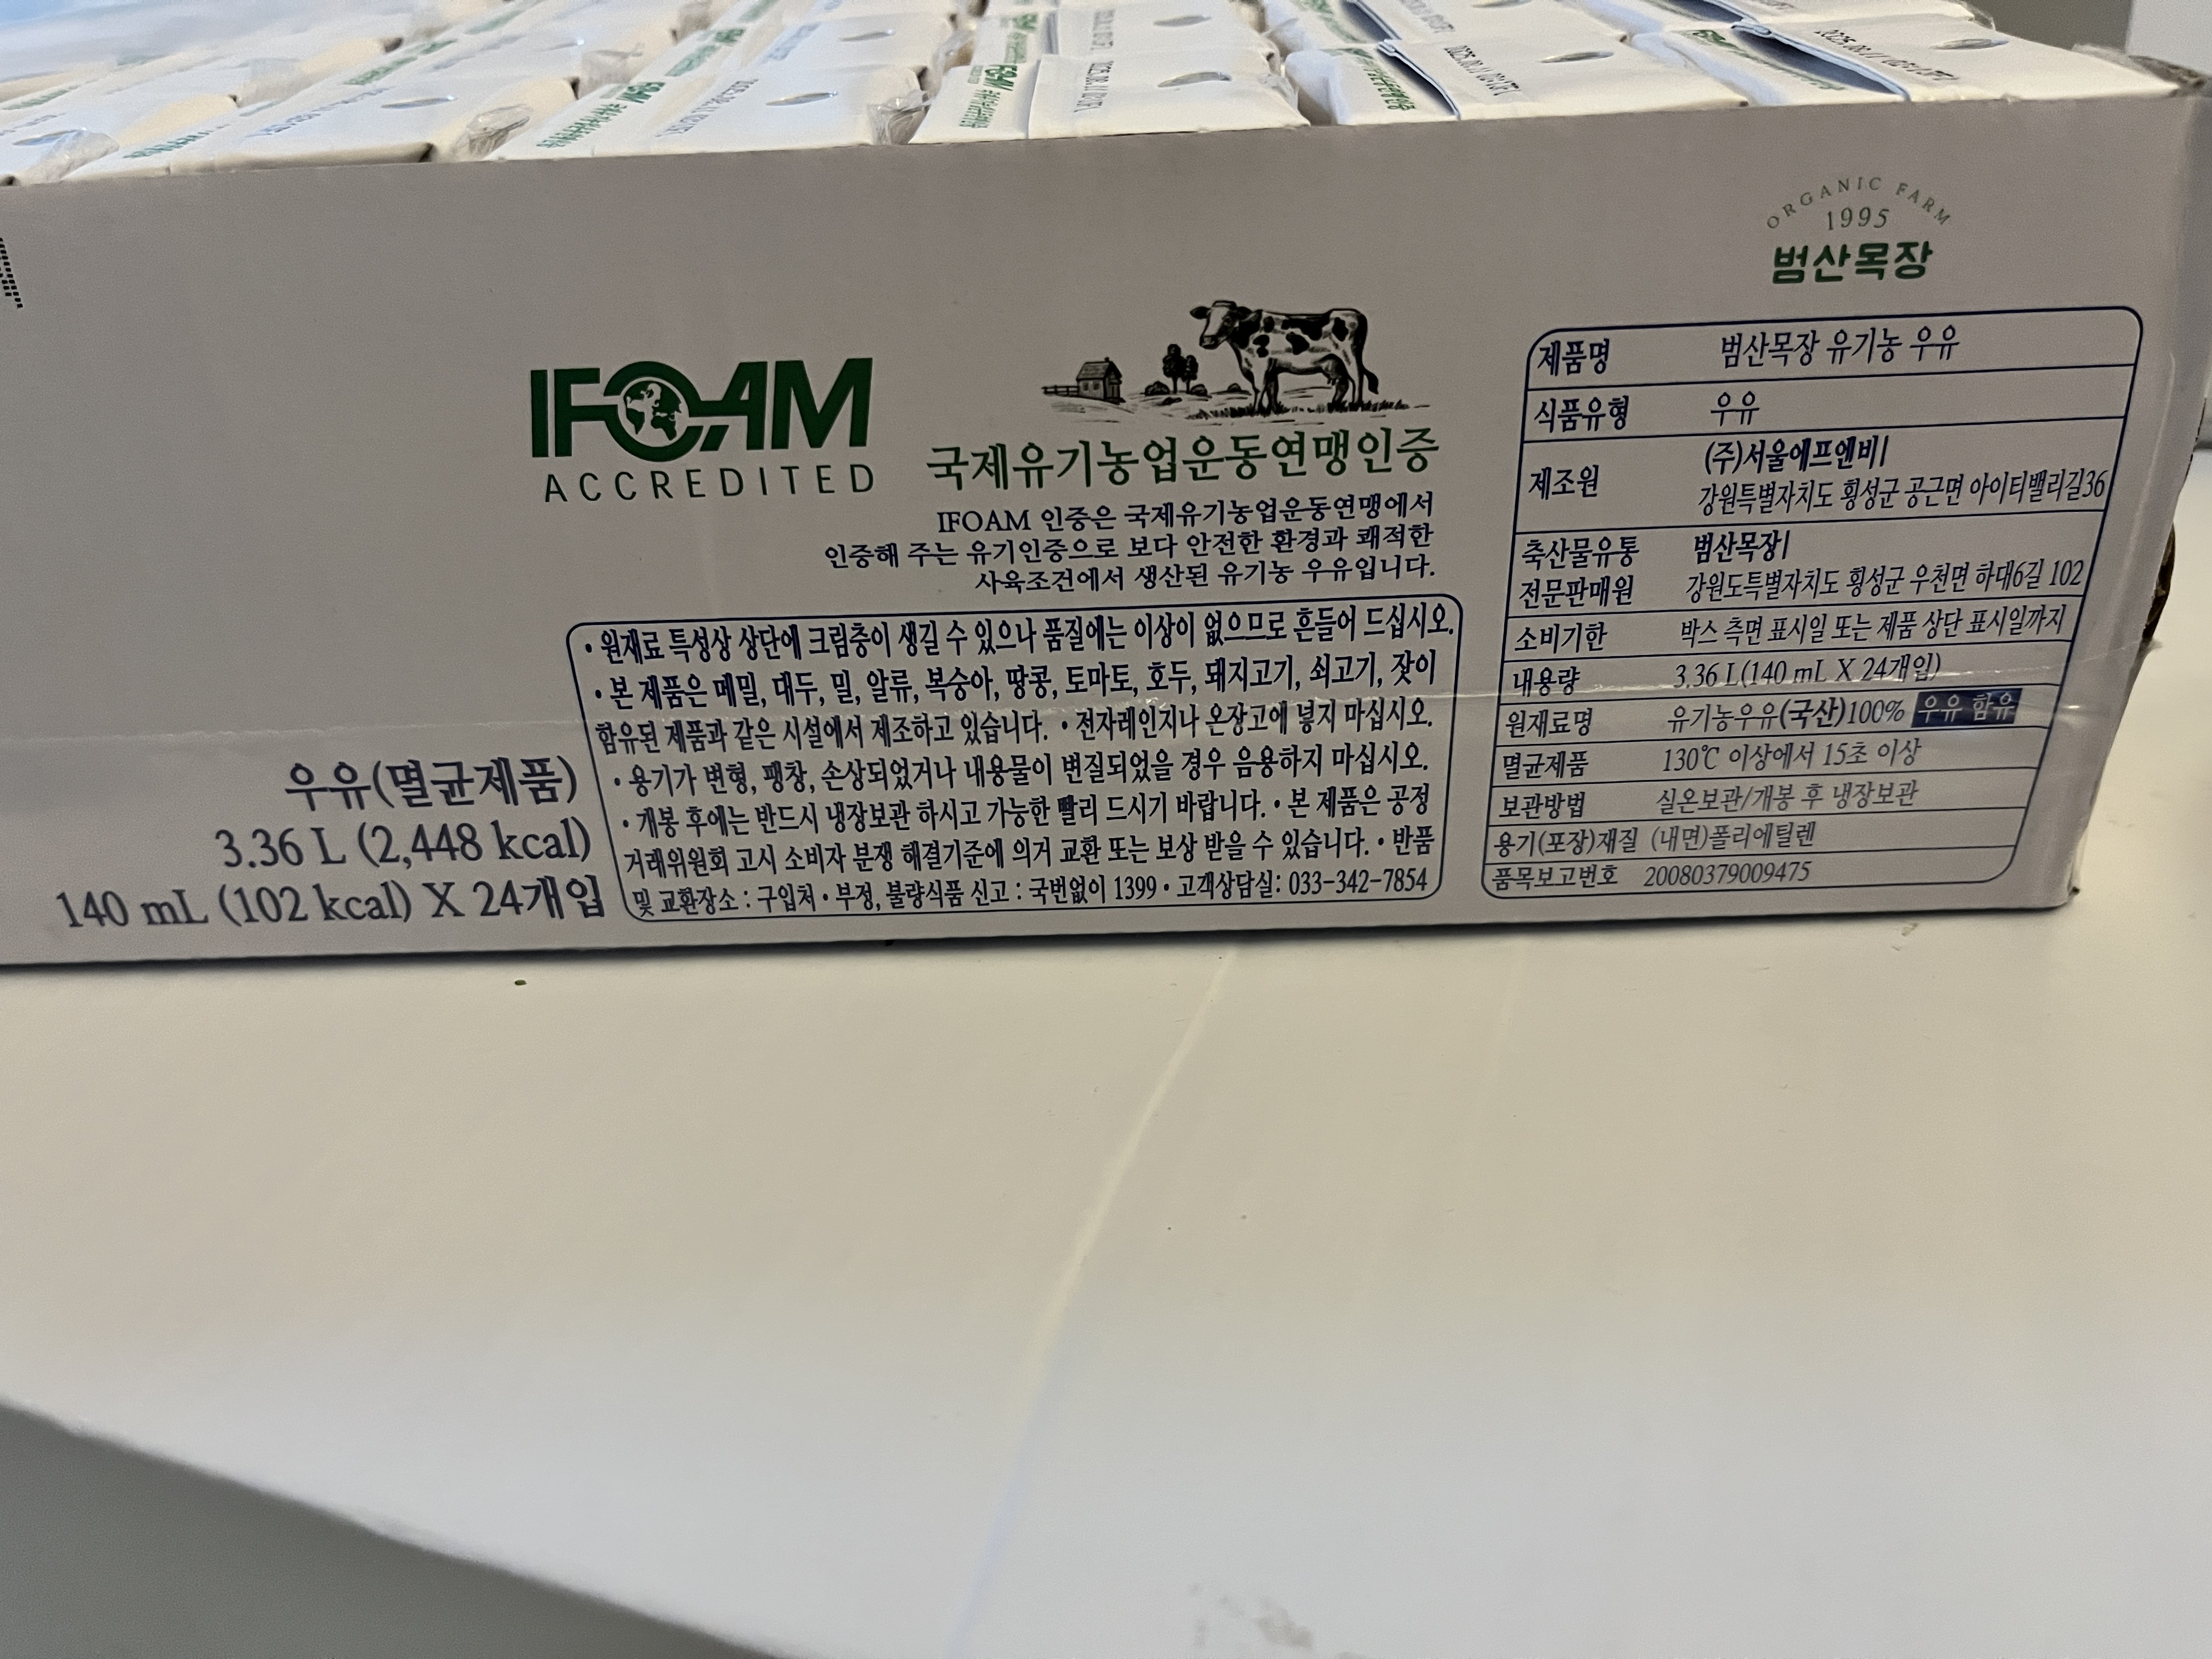 ORGANIC FARM
1995
범산목장
IFOAM
ACCREDITED
국제유기농업운동연맹인증
IFOAM 인증은 국제유기농업운동연맹에서
인증해 주는 유기인증으로 보다 안전한 환경과 쾌적한
사육조건에서 생산된 유기농 우유입니다.
• 원재료 특성상 상단에 크림층이 생길 수 있으나 품질에는 이상이 없으므로 흔들어 드십시오.
• 본 제품은 메밀, 대두, 밀, 알류, 복숭아, 땅콩, 토마토, 호두, 돼지고기, 쇠고기, 잣이
함유된 제품과 같은 시설에서 제조하고 있습니다. • 전자레인지나 온장고에 넣지 마십시오.
• 용기가 변형, 팽창, 손상되었거나 내용물이 변질되었을 경우 음용하지 마십시오.
• 개봉 후에는 반드시 냉장보관 하시고 가능한 빨리 드시기 바랍니다. • 본 제품은 공정
거래위원회 고시 소비자 분쟁 해결기준에 의거 교환 또는 보상 받을 수 있습니다. • 반품
및 교환장소 : 구입처 • 부정, 불량식품 신고 : 국번없이 1399 • 고객상담실: 033-342-7854
우유(멸균제품)
3.36 L (2,448 kcal)
140 mL (102 kcal) X 24개입
제품명 범산목장 유기농 우유
식품유형 우유
제조원 (주)서울에프엔비|
강원특별자치도 횡성군 공근면 아이티밸리길36
축산물유통 범산목장|
전문판매원 강원도특별자치도 횡성군 우천면 하대6길 102
소비기한 박스 측면 표시일 또는 제품 상단 표시일까지
내용량 3.36 L(140 mL X 24개입)
원재료명 유기농우유(국산)100% 우유 함유
멸균제품 130℃ 이상에서 15초 이상
보관방법 실온보관/개봉 후 냉장보관
용기(포장)재질 (내면)폴리에틸렌
품목보고번호 20080379009475